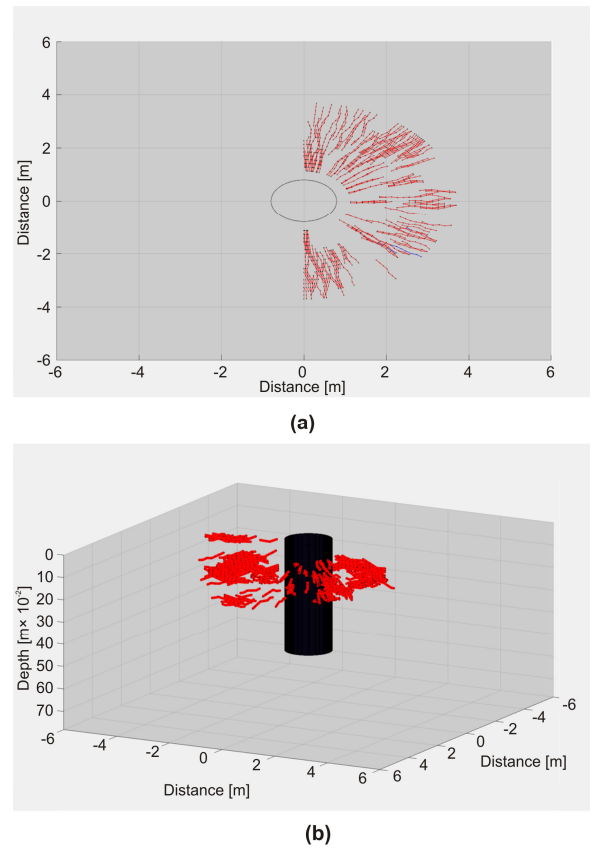 6
4
2
0
-2
-4
-6
Distance [m]
-6 -4 -2 0 2 4 6
Distance [m]
(a)
0
10
20
30
40
50
60
70
Depth [m× 10⁻²]
-6 -4 -2 0 2 4 6
Distance [m]
6 4 2 0 -2 -4 -6
Distance [m]
(b)